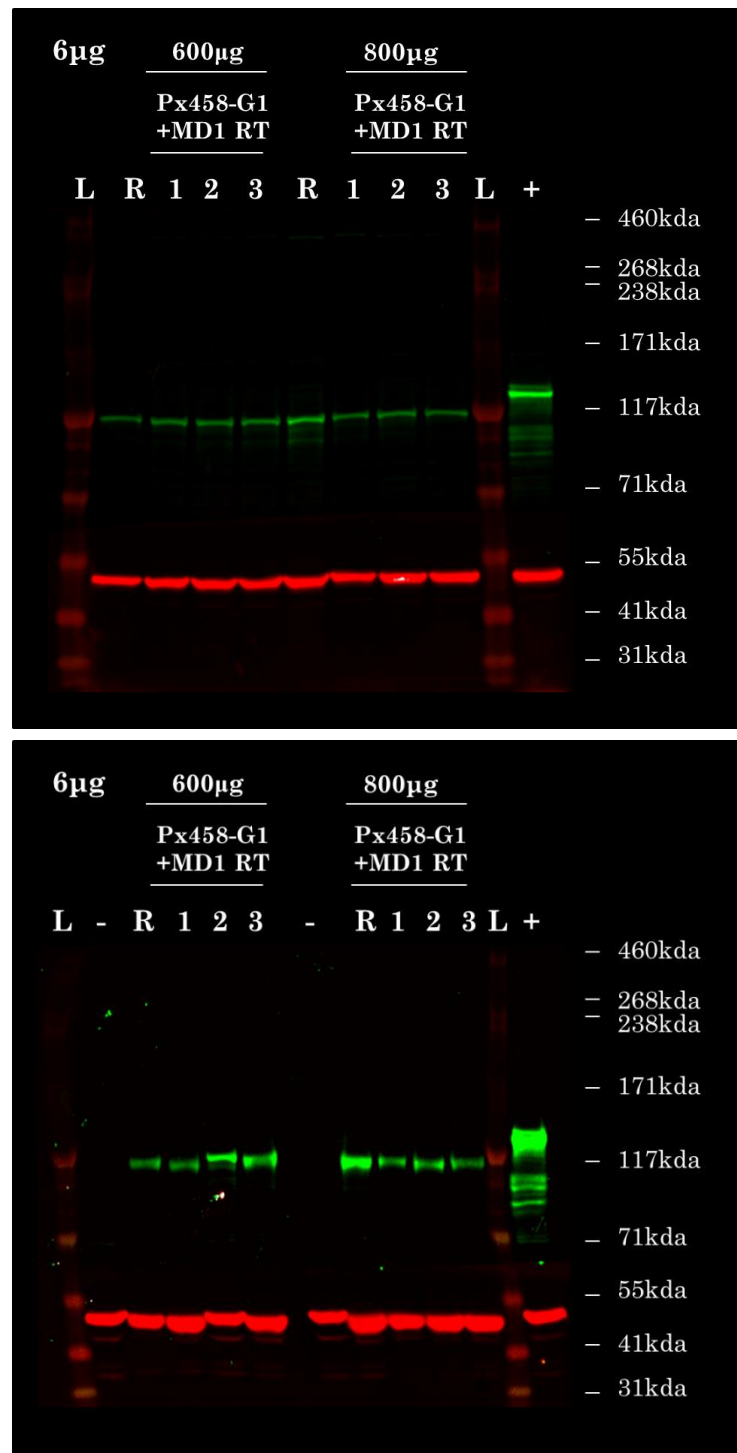 6µg 600µg 800µg
Px458-G1 Px458-G1
+MD1 RT +MD1 RT
L R 1 2 3 R 1 2 3 L +
– 460kda
– 268kda
– 238kda
– 171kda
– 117kda
– 71kda
– 55kda
– 41kda
– 31kda
6µg 600µg 800µg
Px458-G1 Px458-G1
+MD1 RT +MD1 RT
L - R 1 2 3 - R 1 2 3 L +
– 460kda
– 268kda
– 238kda
– 171kda
– 117kda
– 71kda
– 55kda
– 41kda
– 31kda